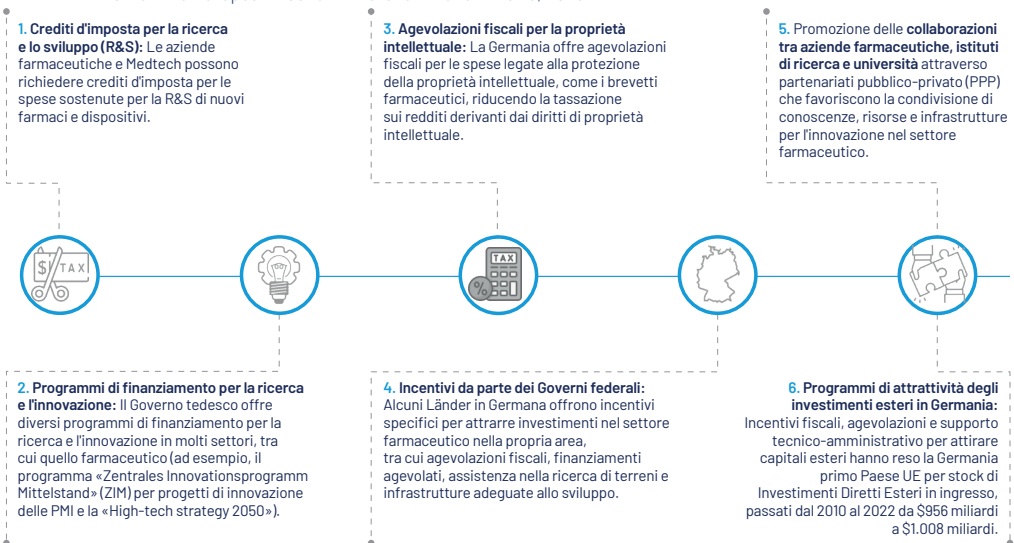 1. Crediti d'imposta per la ricerca
e lo sviluppo (R&S): Le aziende
farmaceutiche e Medtech possono
richiedere crediti d'imposta per le
spese sostenute per la R&S di nuovi
farmaci e dispositivi.
3. Agevolazioni fiscali per la proprietà
intellettuale: La Germania offre agevolazioni
fiscali per le spese legate alla protezione
della proprietà intellettuale, come i brevetti
farmaceutici, riducendo la tassazione
sui redditi derivanti dai diritti di proprietà
intellettuale.
5. Promozione delle collaborazioni
tra aziende farmaceutiche, istituti
di ricerca e università attraverso
partenariati pubblico-privato (PPP)
che favoriscono la condivisione di
conoscenze, risorse e infrastrutture
per l'innovazione nel settore
farmaceutico.
$ TAX
TAX
%
2. Programmi di finanziamento per la ricerca
e l'innovazione: Il Governo tedesco offre
diversi programmi di finanziamento per la
ricerca e l'innovazione in molti settori, tra
cui quello farmaceutico (ad esempio, il
programma «Zentrales Innovationsprogramm
Mittelstand» (ZIM) per progetti di innovazione
delle PMI e la «High-tech strategy 2050»).
4. Incentivi da parte dei Governi federali:
Alcuni Länder in Germana offrono incentivi
specifici per attrarre investimenti nel settore
farmaceutico nella propria area,
tra cui agevolazioni fiscali, finanziamenti
agevolati, assistenza nella ricerca di terreni e
infrastrutture adeguate allo sviluppo.
6. Programmi di attrattività degli
investimenti esteri in Germania:
Incentivi fiscali, agevolazioni e supporto
tecnico-amministrativo per attirare
capitali esteri hanno reso la Germania
primo Paese UE per stock di
Investimenti Diretti Esteri in ingresso,
passati dal 2010 al 2022 da $956 miliardi
a $1.008 miliardi.